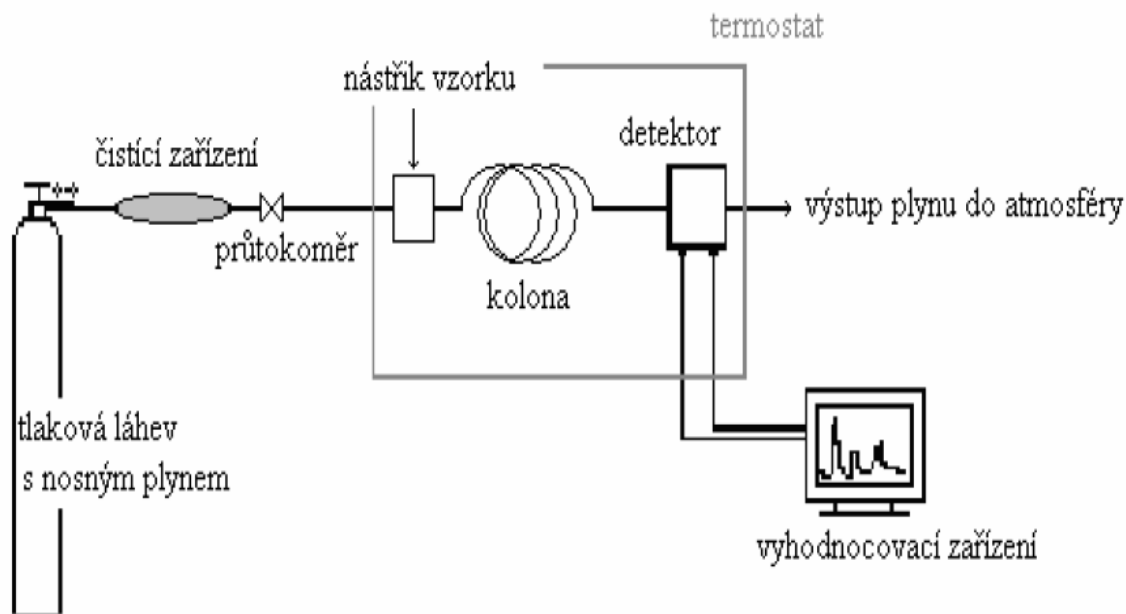 termostat
nástřik vzorku
detektor
čistící zařízení
výstup plynu do atmosféry
průtokoměr
kolona
tlaková láhev
s nosným plynem
vyhodnocovací zařízení